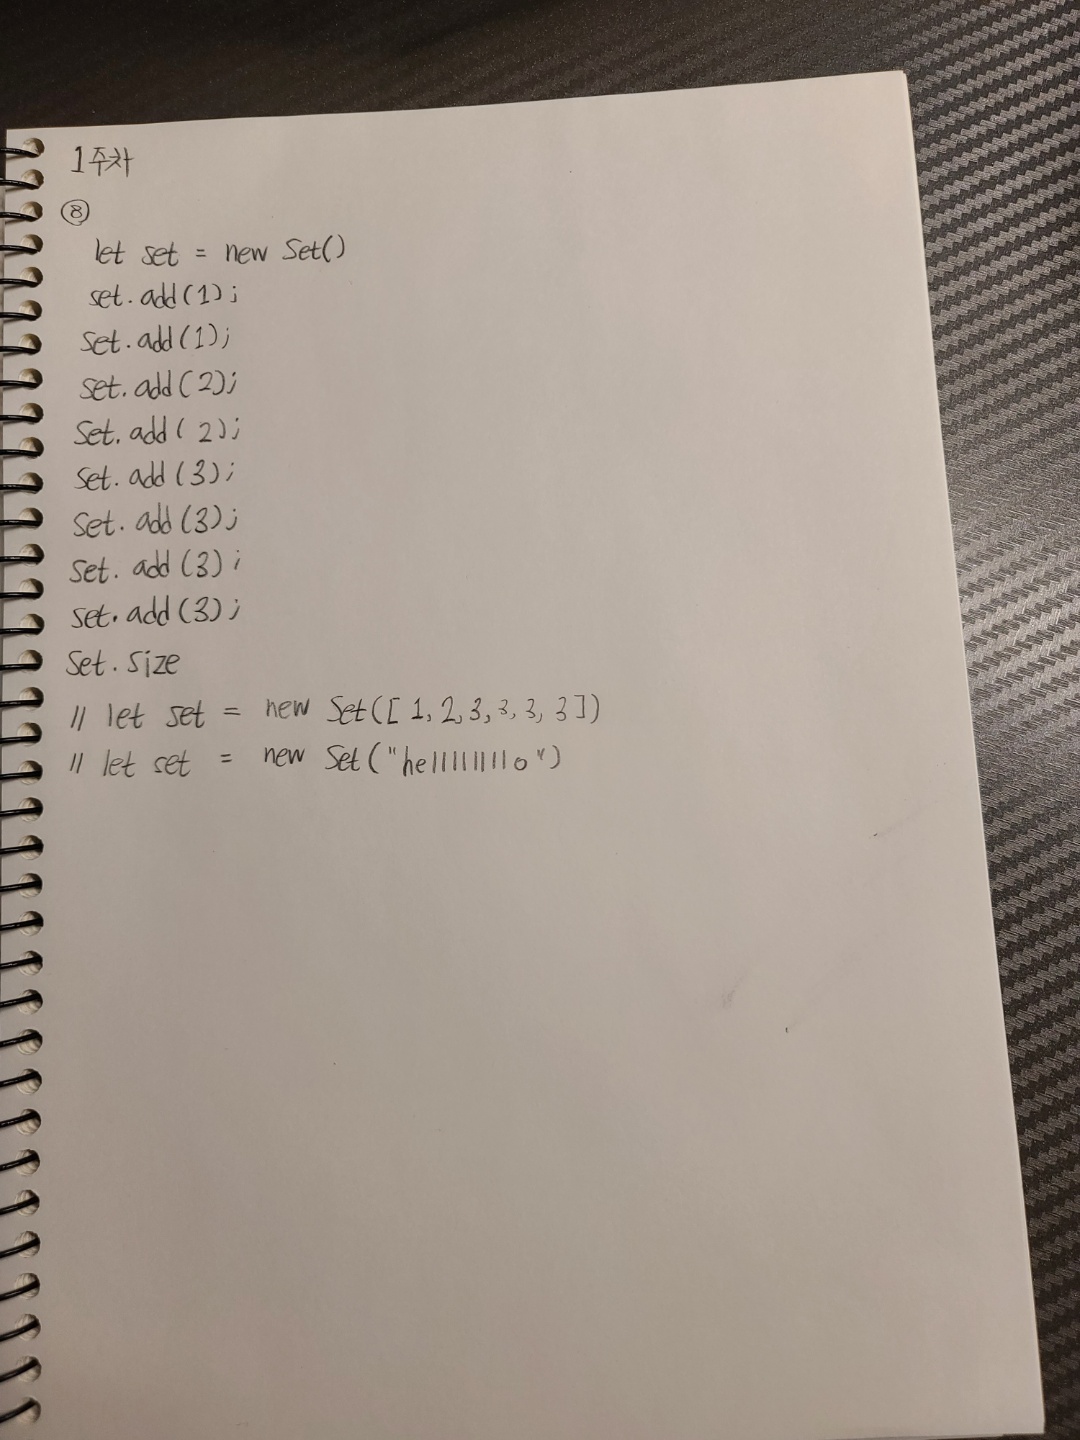 1주차
⑧
let set = new Set()
set.add(1);
set.add(1);
set.add(2);
set.add(2);
set.add(3);
set.add(3);
set.add(3);
set.add(3);
set.size
// let set = new Set([1,2,3,3,3,3])
// let set = new Set("hellllllllo")